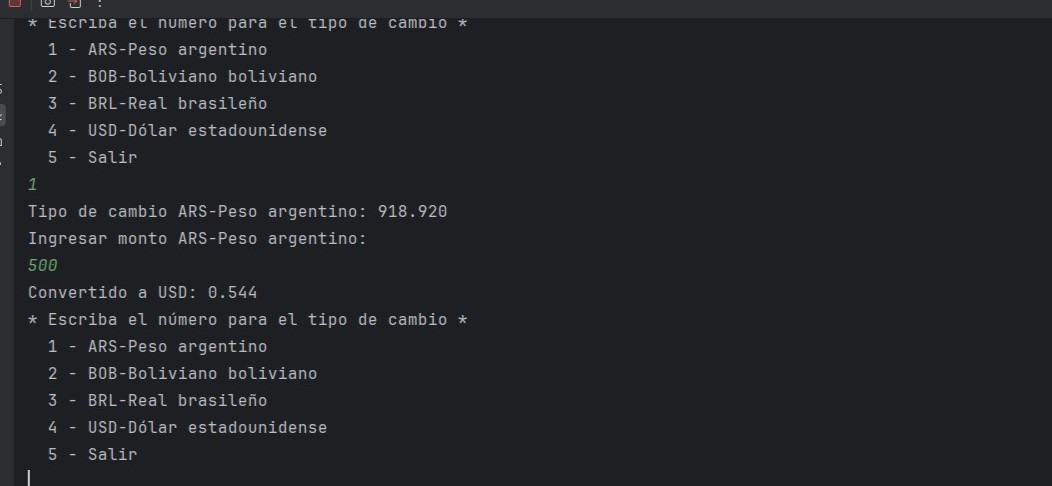 * Escriba el número para el tipo de cambio *
1 - ARS-Peso argentino
2 - BOB-Boliviano boliviano
3 - BRL-Real brasileño
4 - USD-Dólar estadounidense
5 - Salir
1
Tipo de cambio ARS-Peso argentino: 918.920
Ingresar monto ARS-Peso argentino:
500
Convertido a USD: 0.544
* Escriba el número para el tipo de cambio *
1 - ARS-Peso argentino
2 - BOB-Boliviano boliviano
3 - BRL-Real brasileño
4 - USD-Dólar estadounidense
5 - Salir